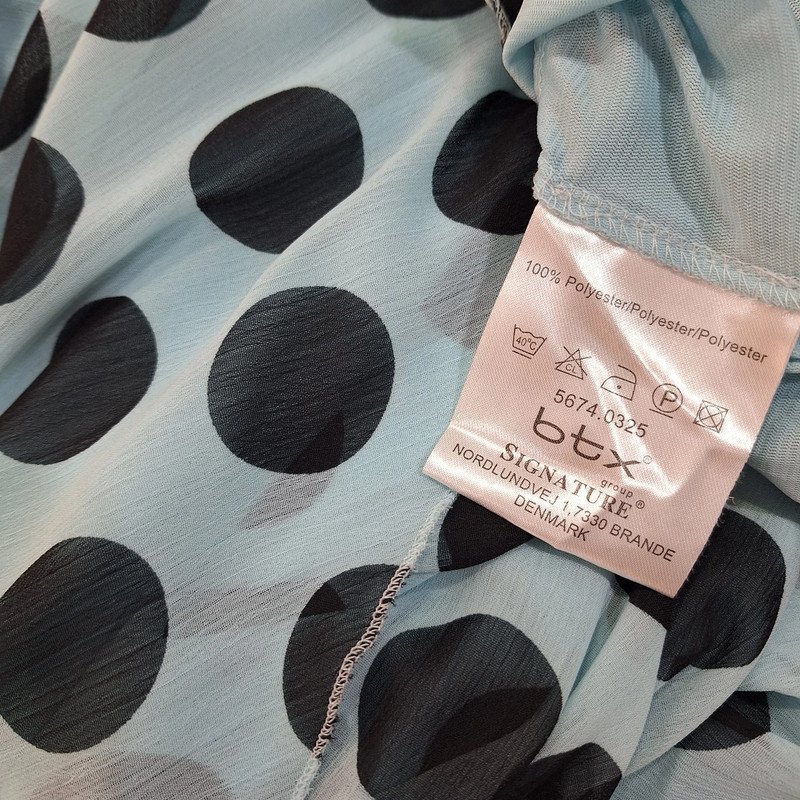 100% Polyester/Polyester/Polyester
40°C CL P
5674.0325
btx®
group
SIGNATURE®
NORDLUNDVEJ 1,7330 BRANDE
DENMARK